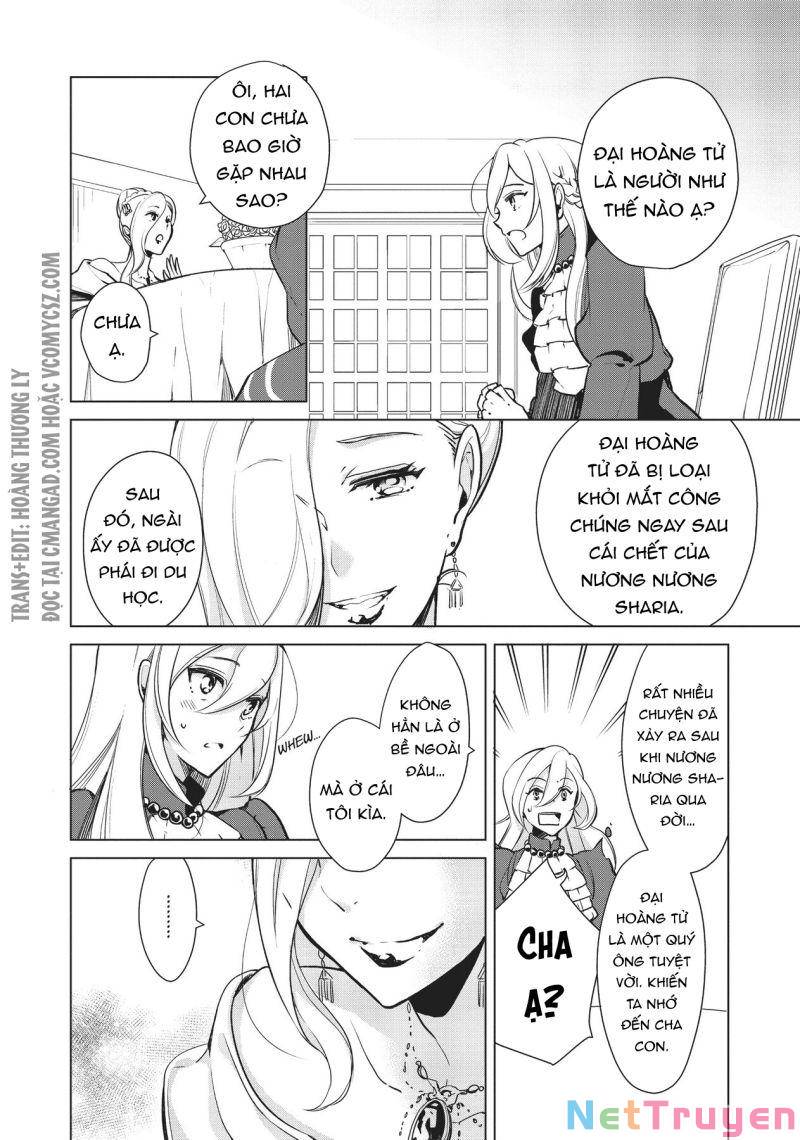 ĐẠI HOÀNG TỬ
LÀ NGƯỜI NHƯ
THẾ NÀO Ạ?
ÔI, HAI
CON CHƯA
BAO GIỜ
GẶP NHAU
SAO?
CHƯA
Ạ.
ĐẠI
HOÀNG
TỬ ĐÃ BỊ LOẠI
KHỎI MẮT CÔNG
CHÚNG NGAY SAU
CÁI CHẾT CỦA
NƯƠNG NƯƠNG
SHARIA.
SAU
ĐÓ, NGÀI
ẤY ĐÃ ĐƯỢC
PHÁI ĐI DU
HỌC.
RẤT NHIỀU
CHUYỆN ĐÃ
XẢY RA SAU
KHI NƯƠNG
NƯƠNG SHA-
RIA QUA
ĐỜI...
ĐẠI
HOÀNG TỬ
LÀ MỘT QUÝ
ÔNG TUYỆT
VỜI. KHIẾN
TA NHỚ
ĐẾN CHA
CON.
CHA
Ạ?
KHÔNG
HẲN LÀ Ở
BỀ NGOÀI
ĐÂU...
MÀ Ở CÁI
TÔI KÌA.
WHEW...
.......
TRANS+EDIT: HOÀNG THƯƠNG LY
ĐỌC TẠI CMANGAD.COM HOẶC VCOMYCSZ.COM
NetTruyen